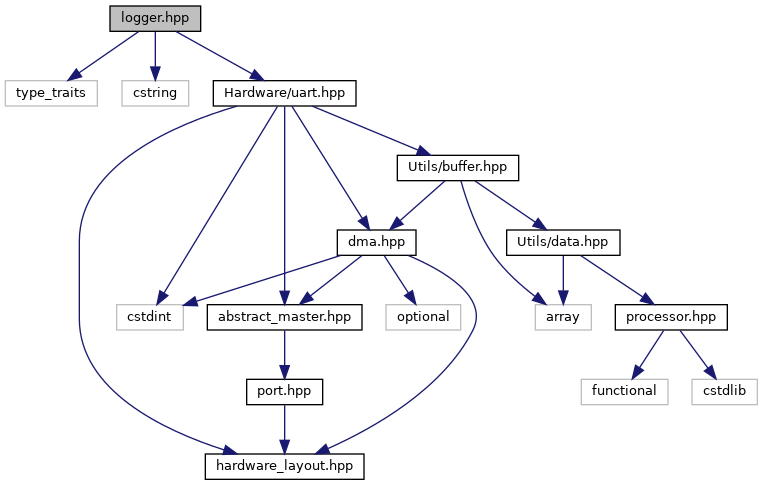 logger.hpp
type_traits
cstring
Hardware/uart.hpp
Utils/buffer.hpp
dma.hpp
Utils/data.hpp
cstdint
abstract_master.hpp
optional
array
processor.hpp
port.hpp
functional
cstdlib
hardware_layout.hpp